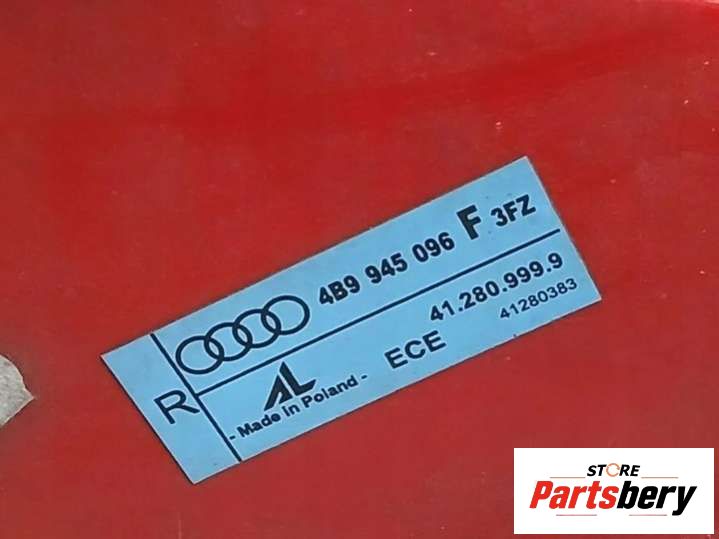 4B9 945 096 F 3FZ
41.280.999.9
41280383
R
AL
ECE
- Made in Poland -
STORE
Partsbery